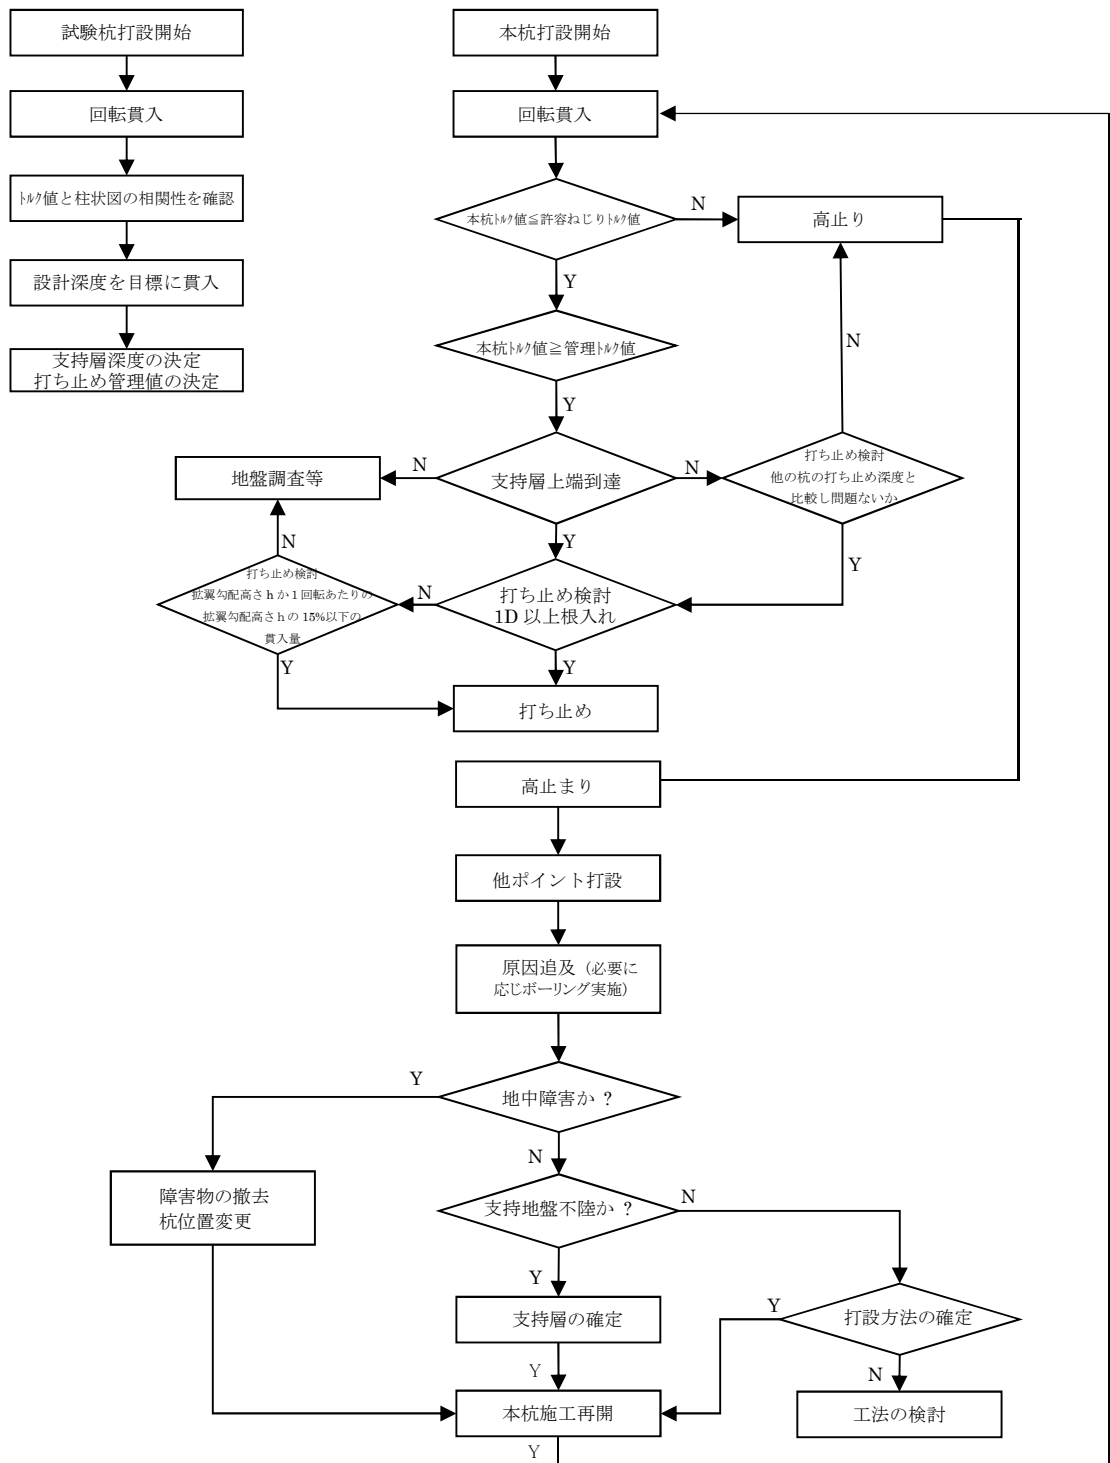 試験杭打設開始
回転貫入
ﾄﾙｸ値と柱状図の相関性を確認
設計深度を目標に貫入
支持層深度の決定
打ち止め管理値の決定
本杭打設開始
回転貫入
本杭ﾄﾙｸ値≦許容ねじりﾄﾙｸ値
N
高止り
Y
本杭ﾄﾙｸ値≧管理ﾄﾙｸ値
N
Y
地盤調査等
N
支持層上端到達
N
打ち止め検討
他の杭の打ち止め深度と
比較し問題ないか
N
Y
Y
打ち止め検討
拡翼勾配高さhか1回転あたりの
拡翼勾配高さhの15%以下の
貫入量
N
打ち止め検討
1D以上根入れ
Y
Y
打ち止め
高止まり
他ポイント打設
原因追及（必要に
応じボーリング実施）
Y
地中障害か？
N
障害物の撤去
杭位置変更
支持地盤不陸か？
N
Y
支持層の確定
Y
打設方法の確定
Y
N
本杭施工再開
工法の検討
Y